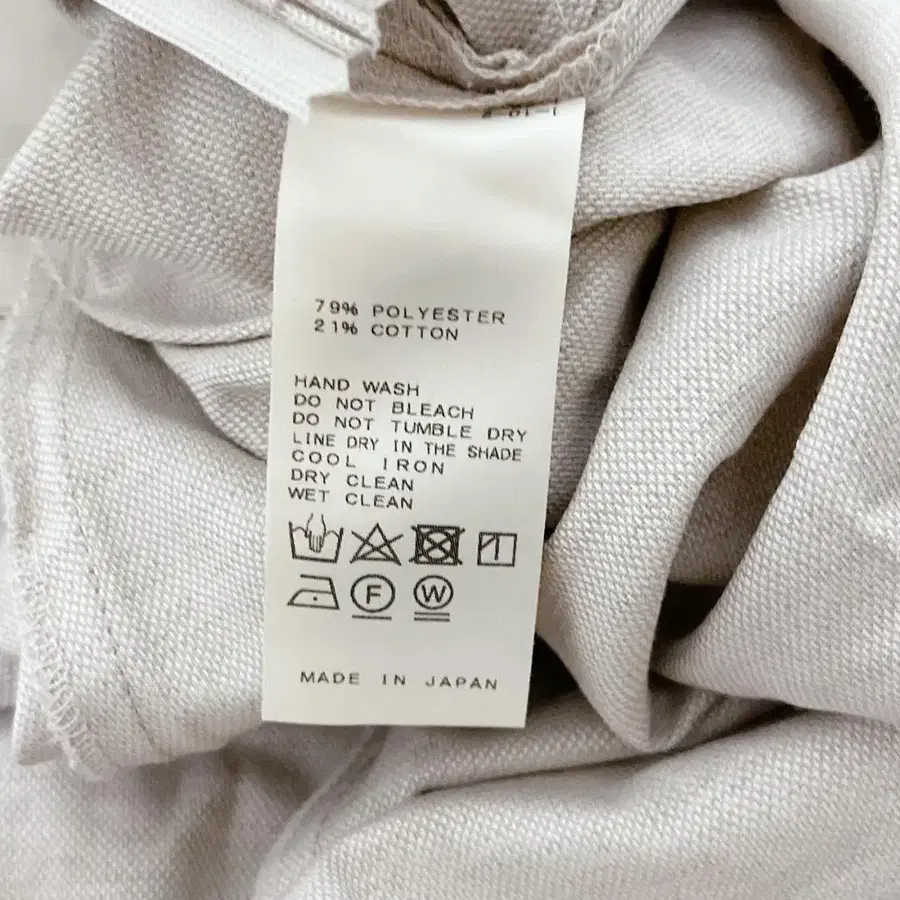 79% POLYESTER
21% COTTON
HAND WASH
DO NOT BLEACH
DO NOT TUMBLE DRY
LINE DRY IN THE SHADE
COOL IRON
DRY CLEAN
WET CLEAN
F W
MADE IN JAPAN